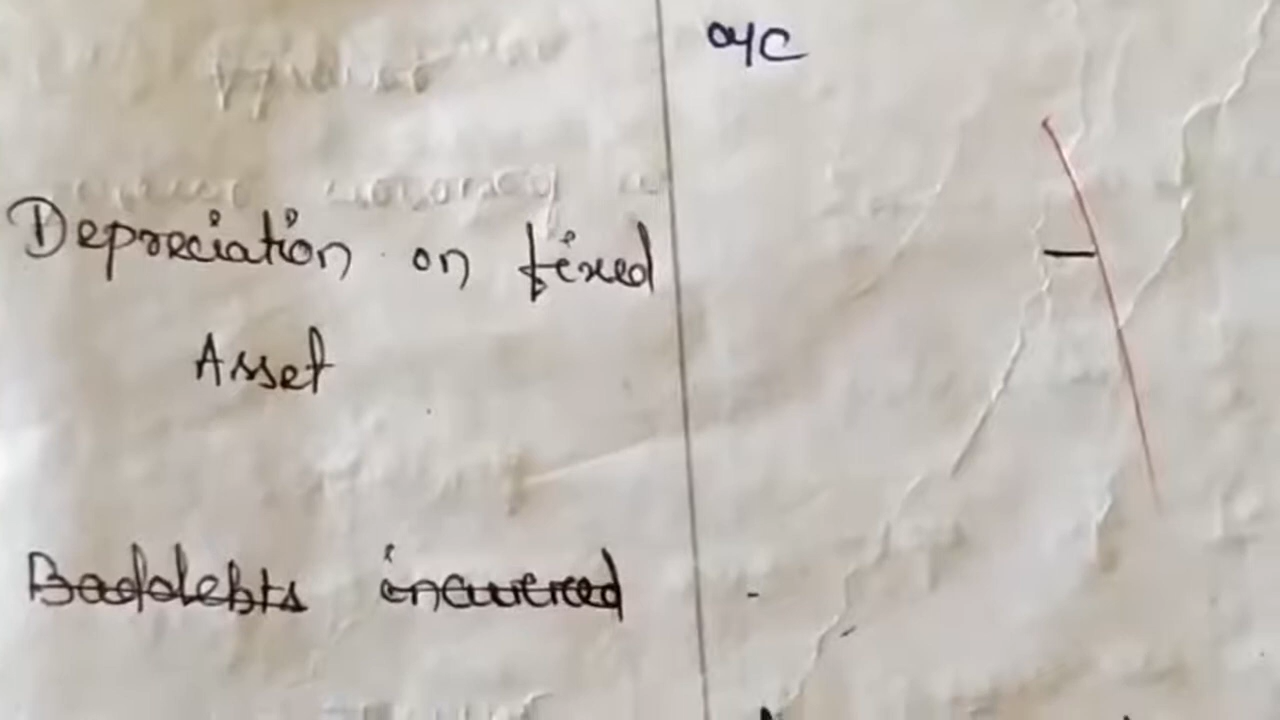 a/c
Depreciation on fixed
Asset
Baddebts incurred